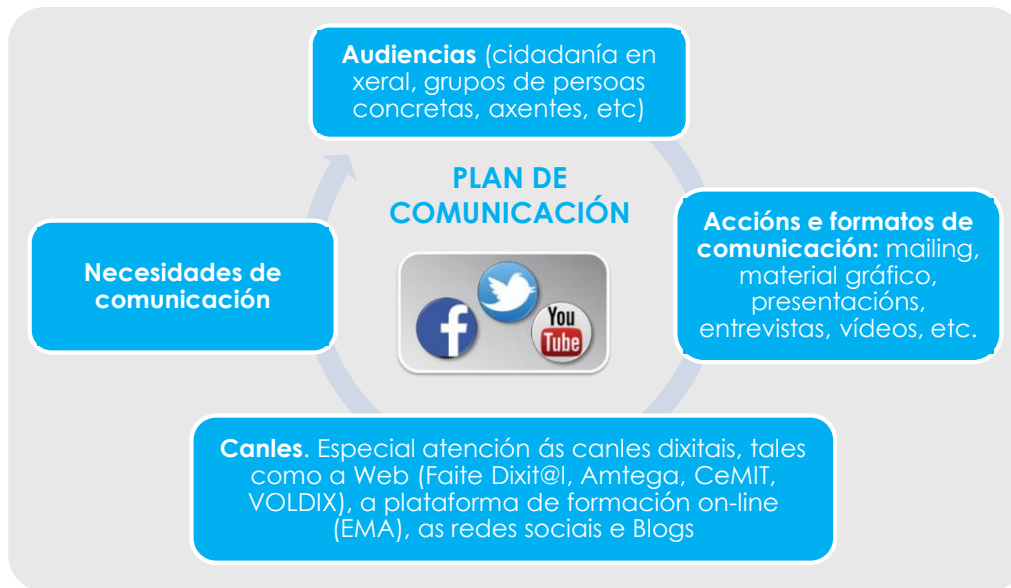 Audiencias (cidadanía en
xeral, grupos de persoas
concretas, axentes, etc)
PLAN DE
COMUNICACIÓN
Accións e formatos de
comunicación: mailing,
material gráfico,
presentacións,
entrevistas, vídeos, etc.
Necesidades de
comunicación
f
You
Tube
Canles. Especial atención ás canles dixitais, tales
como a Web (Faite Dixit@l, Amtega, CeMIT,
VOLDIX), a plataforma de formación on-line
(EMA), as redes sociais e Blogs